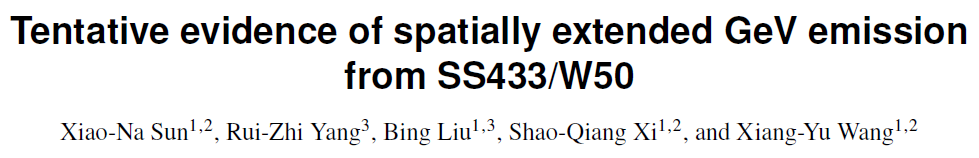 Tentative evidence of spatially extended GeV emission
from SS433/W50
Xiao-Na Sun1,2, Rui-Zhi Yang3, Bing Liu1,3, Shao-Qiang Xi1,2, and Xiang-Yu Wang1,2